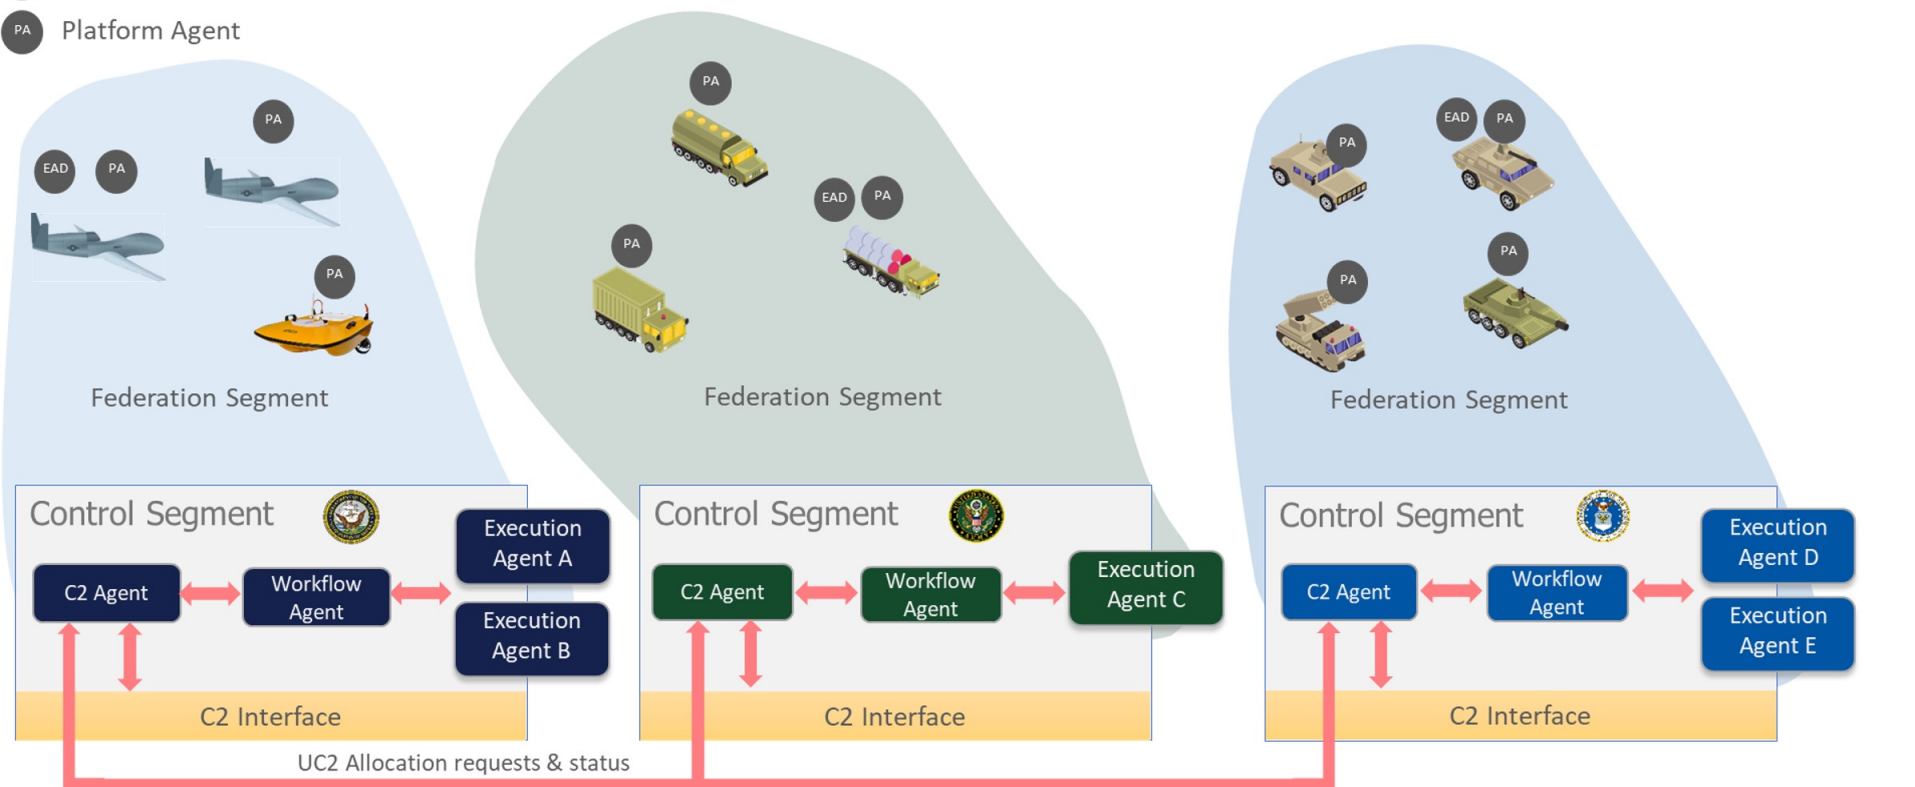 PA Platform Agent
PA
EAD PA
PA
Federation Segment
PA
EAD PA
PA
Federation Segment
PA
EAD PA
PA
PA
Federation Segment
Control Segment
C2 Agent
Workflow
Agent
Execution
Agent A
Execution
Agent B
C2 Interface
Control Segment
C2 Agent
Workflow
Agent
Execution
Agent C
C2 Interface
Control Segment
C2 Agent
Workflow
Agent
Execution
Agent D
Execution
Agent E
C2 Interface
UC2 Allocation requests & status